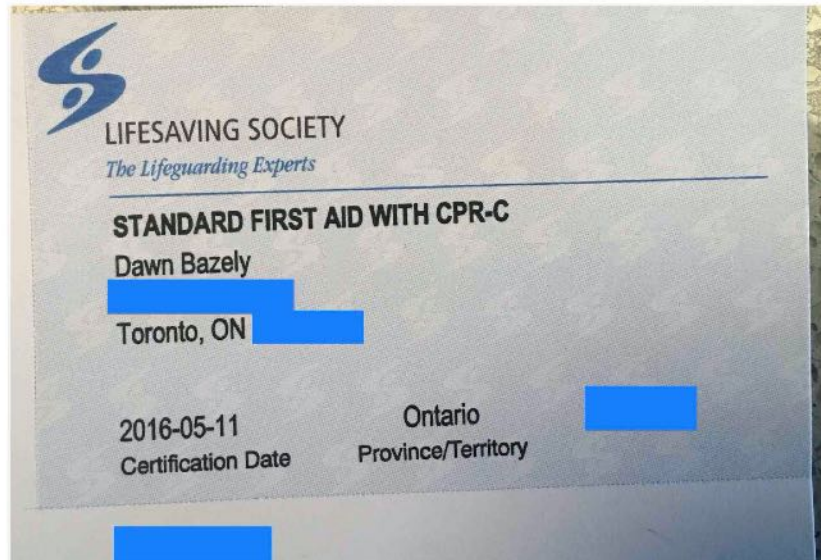 LIFESAVING SOCIETY
The Lifeguarding Experts
STANDARD FIRST AID WITH CPR-C
Dawn Bazely
Toronto, ON
2016-05-11
Certification Date
Ontario
Province/Territory